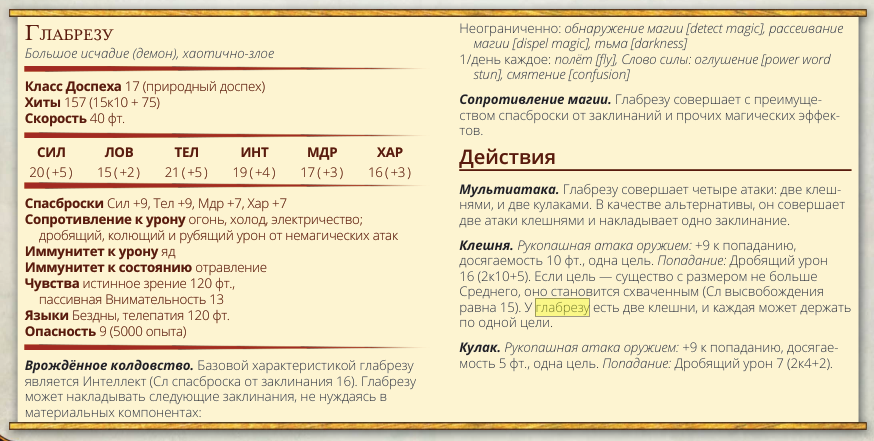 Глабрезу
Большое исчадие (демон), хаотично-злое
Класс Доспеха 17 (природный доспех)
Хиты 157 (15к10 + 75)
Скорость 40 фт.
СИЛ ЛОВ ТЕЛ ИНТ МДР ХАР
20 (+5) 15 (+2) 21 (+5) 19 (+4) 17 (+3) 16 (+3)
Спасброски Сил +9, Тел +9, Мдр +7, Хар +7
Сопротивление к урону огонь, холод, электричество;
дробящий, колющий и рубящий урон от немагических атак
Иммунитет к урону яд
Иммунитет к состоянию отравление
Чувства истинное зрение 120 фт.,
пассивная Внимательность 13
Языки Бездны, телепатия 120 фт.
Опасность 9 (5000 опыта)
Врождённое колдовство. Базовой характеристикой глабрезу
является Интеллект (Сл спасброска от заклинания 16). Глабрезу
может накладывать следующие заклинания, не нуждаясь в
материальных компонентах:
Неограниченно: обнаружение магии [detect magic], рассеивание
магии [dispel magic], тьма [darkness]
1/день каждое: полёт [fly], Слово силы: оглушение [power word
stun], смятение [confusion]
Сопротивление магии. Глабрезу совершает с преимуще-
ством спасброски от заклинаний и прочих магических эффек-
тов.
Действия
Мультиатака. Глабрезу совершает четыре атаки: две клеш-
нями, и две кулаками. В качестве альтернативы, он совершает
две атаки клешнями и накладывает одно заклинание.
Клешня. Рукопашная атака оружием: +9 к попаданию,
досягаемость 10 фт., одна цель. Попадание: Дробящий урон
16 (2к10+5). Если цель — существо с размером не больше
Среднего, оно становится схваченным (Сл высвобождения
равна 15). У глабрезу есть две клешни, и каждая может держать
по одной цели.
Кулак. Рукопашная атака оружием: +9 к попаданию, досягае-
мость 5 фт., одна цель. Попадание: Дробящий урон 7 (2к4+2).